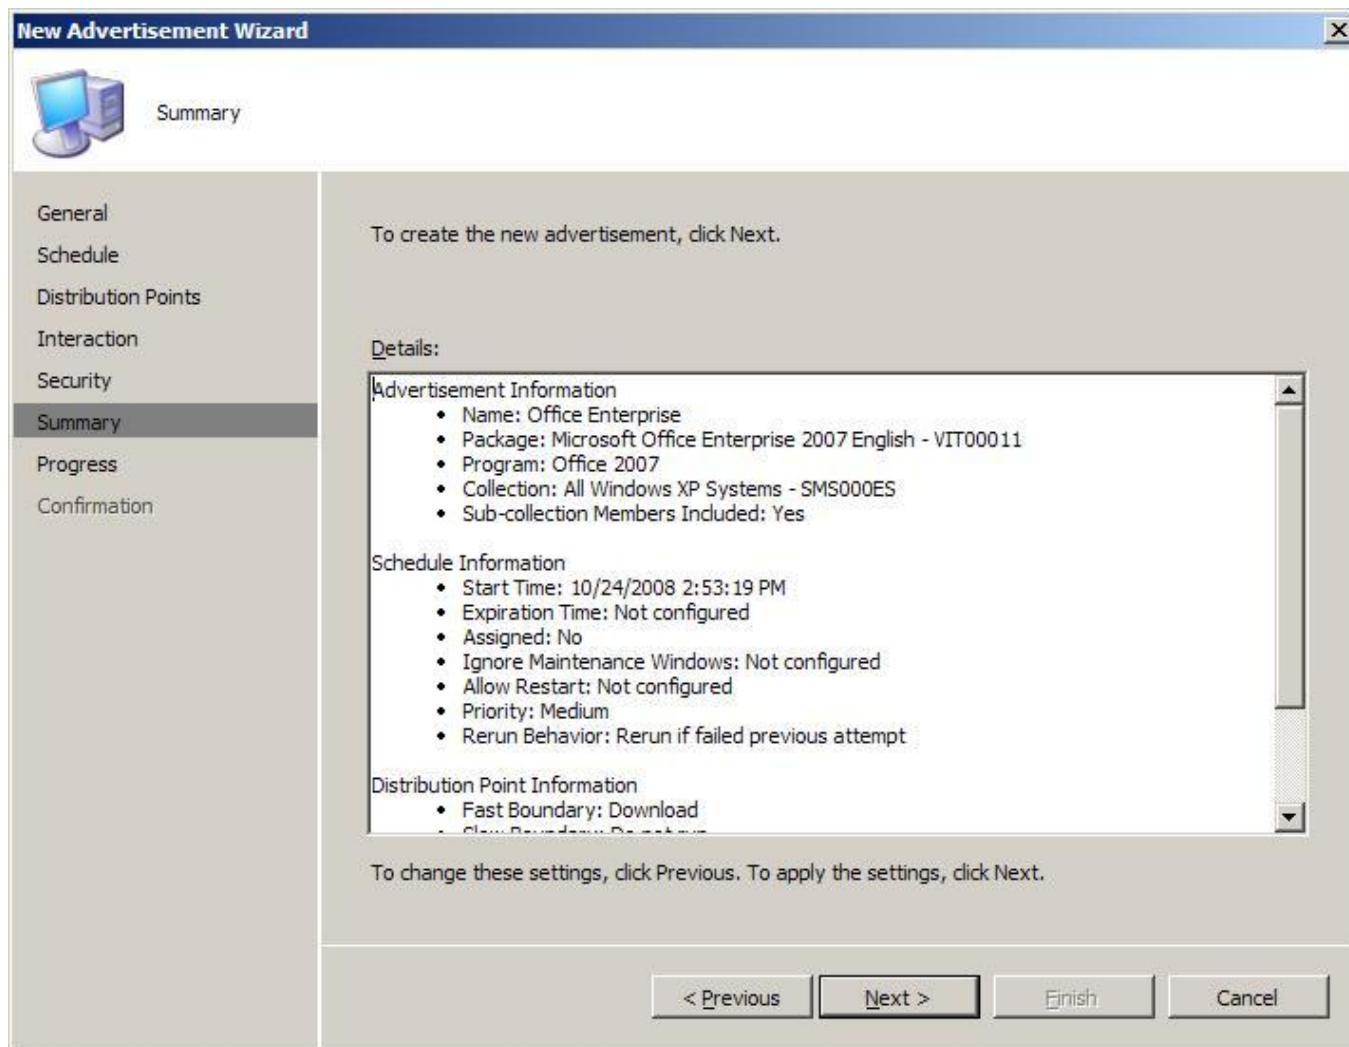 New Advertisement Wizard
Summary
General
Schedule
Distribution Points
Interaction
Security
Summary
Progress
Confirmation
To create the new advertisement, click Next.
Details:
Advertisement Information
• Name: Office Enterprise
• Package: Microsoft Office Enterprise 2007 English - VIT00011
• Program: Office 2007
• Collection: All Windows XP Systems - SMS000ES
• Sub-collection Members Included: Yes
Schedule Information
• Start Time: 10/24/2008 2:53:19 PM
• Expiration Time: Not configured
• Assigned: No
• Ignore Maintenance Windows: Not configured
• Allow Restart: Not configured
• Priority: Medium
• Rerun Behavior: Rerun if failed previous attempt
Distribution Point Information
• Fast Boundary: Download
• Slow Boundary: Do not run
To change these settings, click Previous. To apply the settings, click Next.
< Previous
Next >
Finish
Cancel